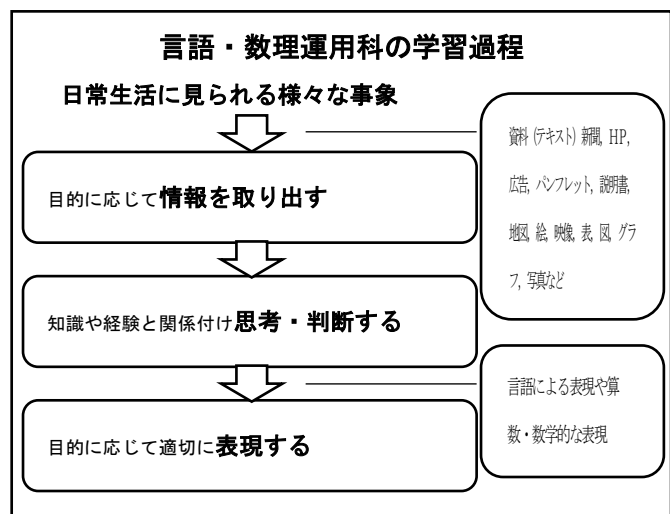 言語・数理運用科の学習過程
日常生活に見られる様々な事象
資料（テキスト）新聞, HP,
広告, パンフレット, 説明書,
地図, 絵, 映像, 表, 図, グラ
フ, 写真など
目的に応じて情報を取り出す
知識や経験と関係付け思考・判断する
言語による表現や算
数・数学的な表現
目的に応じて適切に表現する